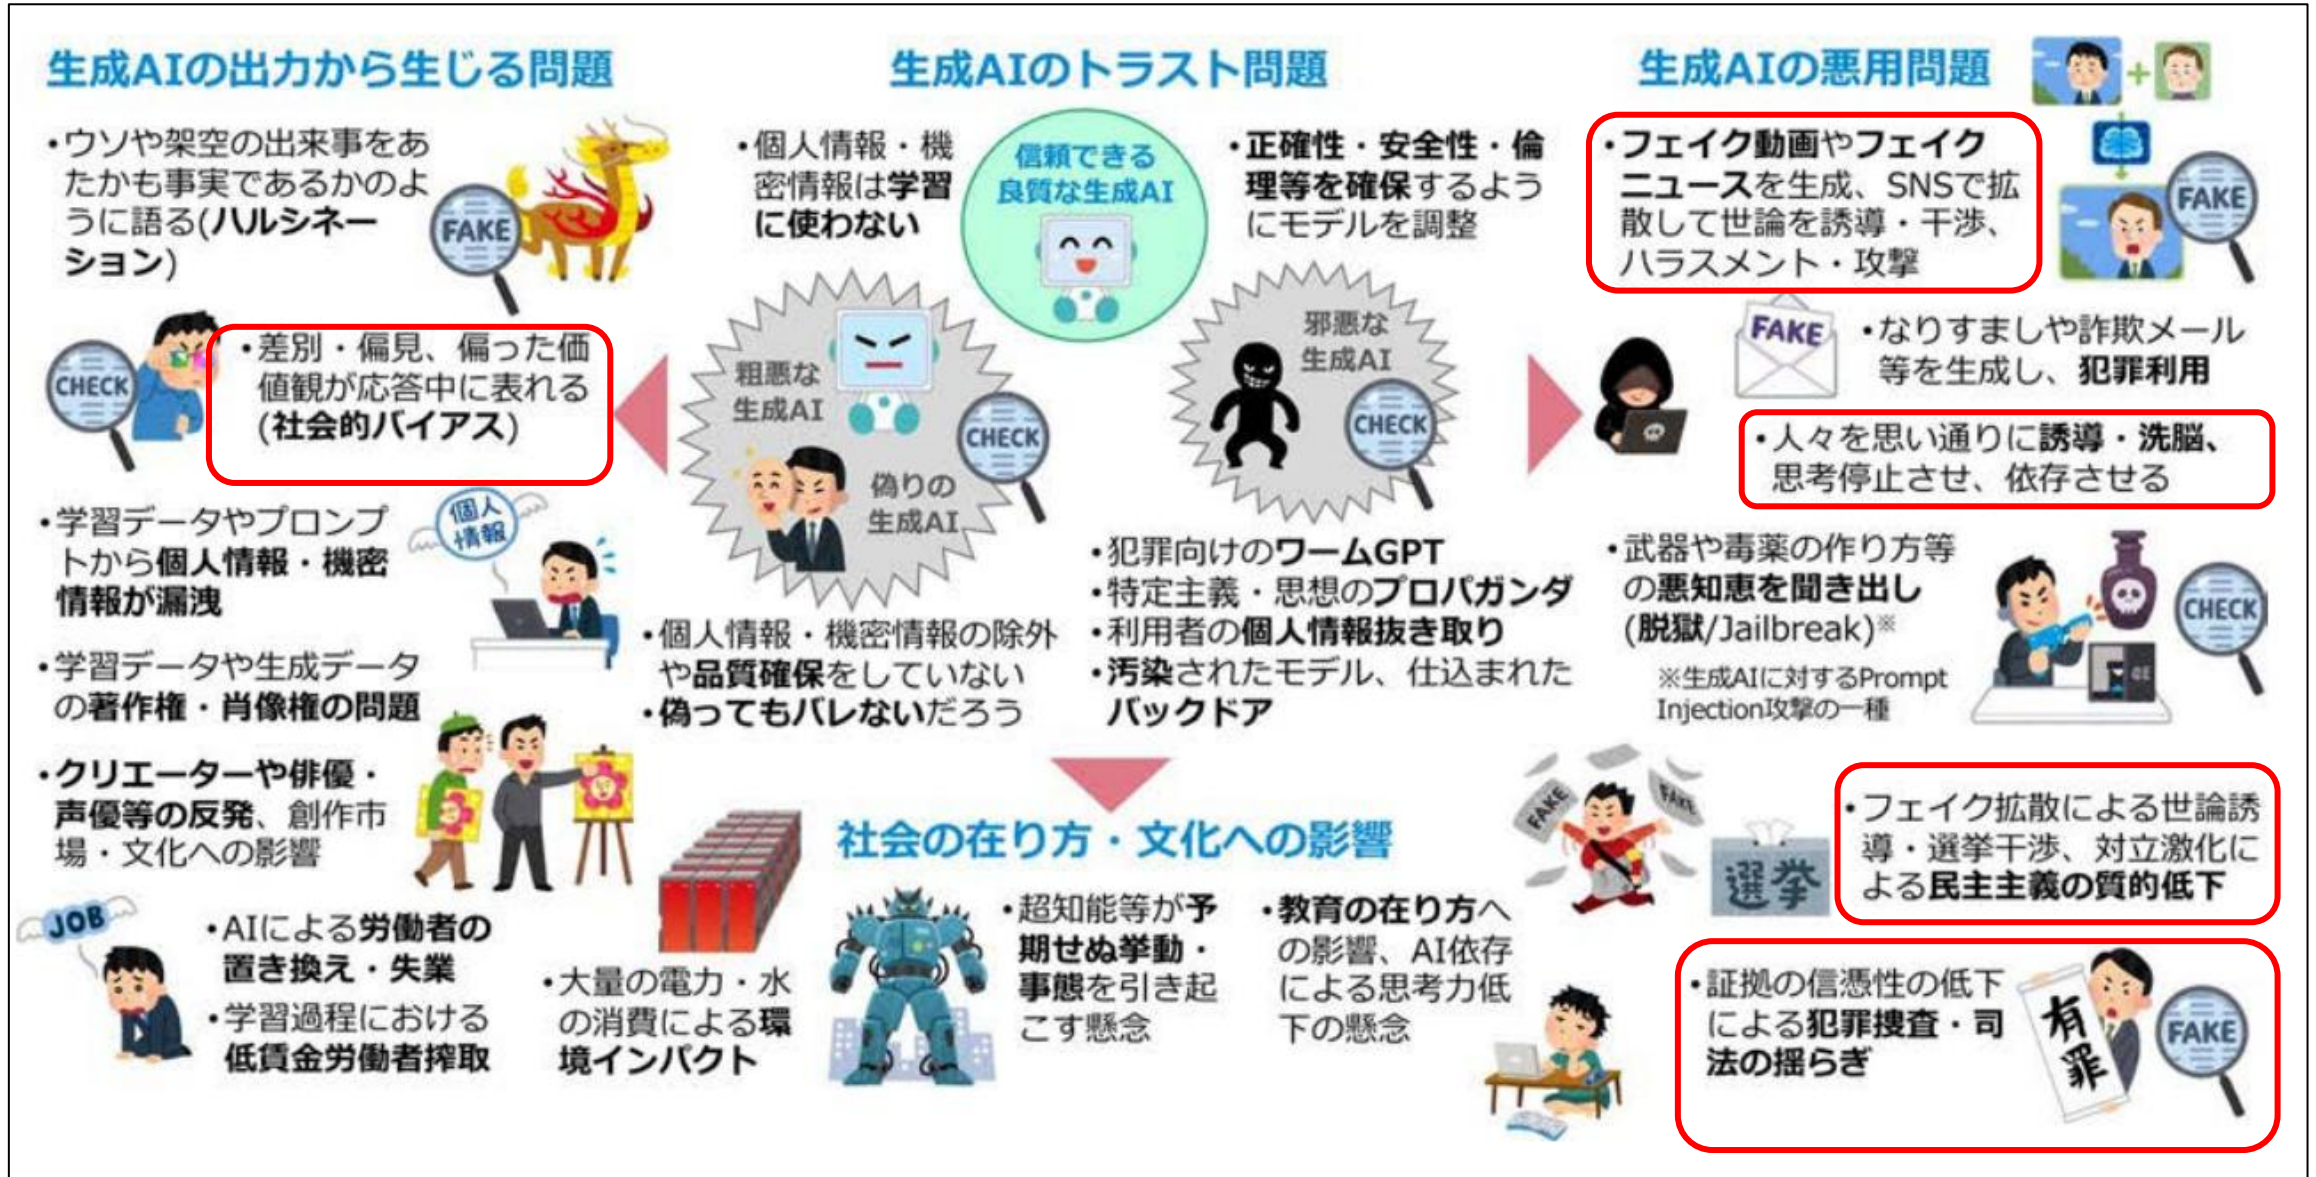 生成AIの出力から生じる問題
・ウソや架空の出来事をあ
たかも事実であるかのよ
うに語る(ハルシネー
ション)
FAKE
CHECK
・差別・偏見、偏った価
値観が応答中に表れる
(社会的バイアス)
・学習データやプロンプ
トから個人情報・機密
情報が漏洩
個人
情報
・学習データや生成データ
の著作権・肖像権の問題
・クリエーターや俳優・
声優等の反発、創作市
場・文化への影響
JOB
・AIによる労働者の
置き換え・失業
・学習過程における
低賃金労働者搾取
生成AIのトラスト問題
・個人情報・機
密情報は学習
に使わない
信頼できる
良質な生成AI
・正確性・安全性・倫
理等を確保するよう
にモデルを調整
粗悪な
生成AI
CHECK
偽りの
生成AI
邪悪な
生成AI
CHECK
・個人情報・機密情報の除外
や品質確保をしていない
・偽ってもバレないだろう
・犯罪向けのワームGPT
・特定主義・思想のプロパガンダ
・利用者の個人情報抜き取り
・汚染されたモデル、仕込まれた
バックドア
生成AIの悪用問題
・フェイク動画やフェイク
ニュースを生成、SNSで拡
散して世論を誘導・干渉、
ハラスメント・攻撃
FAKE
FAKE
・なりすましや詐欺メール
等を生成し、犯罪利用
・人々を思い通りに誘導・洗脳、
思考停止させ、依存させる
・武器や毒薬の作り方等
の悪知恵を聞き出し
(脱獄/Jailbreak)※
※生成AIに対するPrompt
Injection攻撃の一種
CHECK
社会の在り方・文化への影響
・大量の電力・水
の消費による環
境インパクト
・超知能等が予
期せぬ挙動・
事態を引き起
こす懸念
・教育の在り方へ
の影響、AI依存
による思考力低
下の懸念
FAKE
FAKE
選挙
・フェイク拡散による世論誘
導・選挙干渉、対立激化に
よる民主主義の質的低下
・証拠の信憑性の低下
による犯罪捜査・司
法の揺らぎ
有罪
FAKE